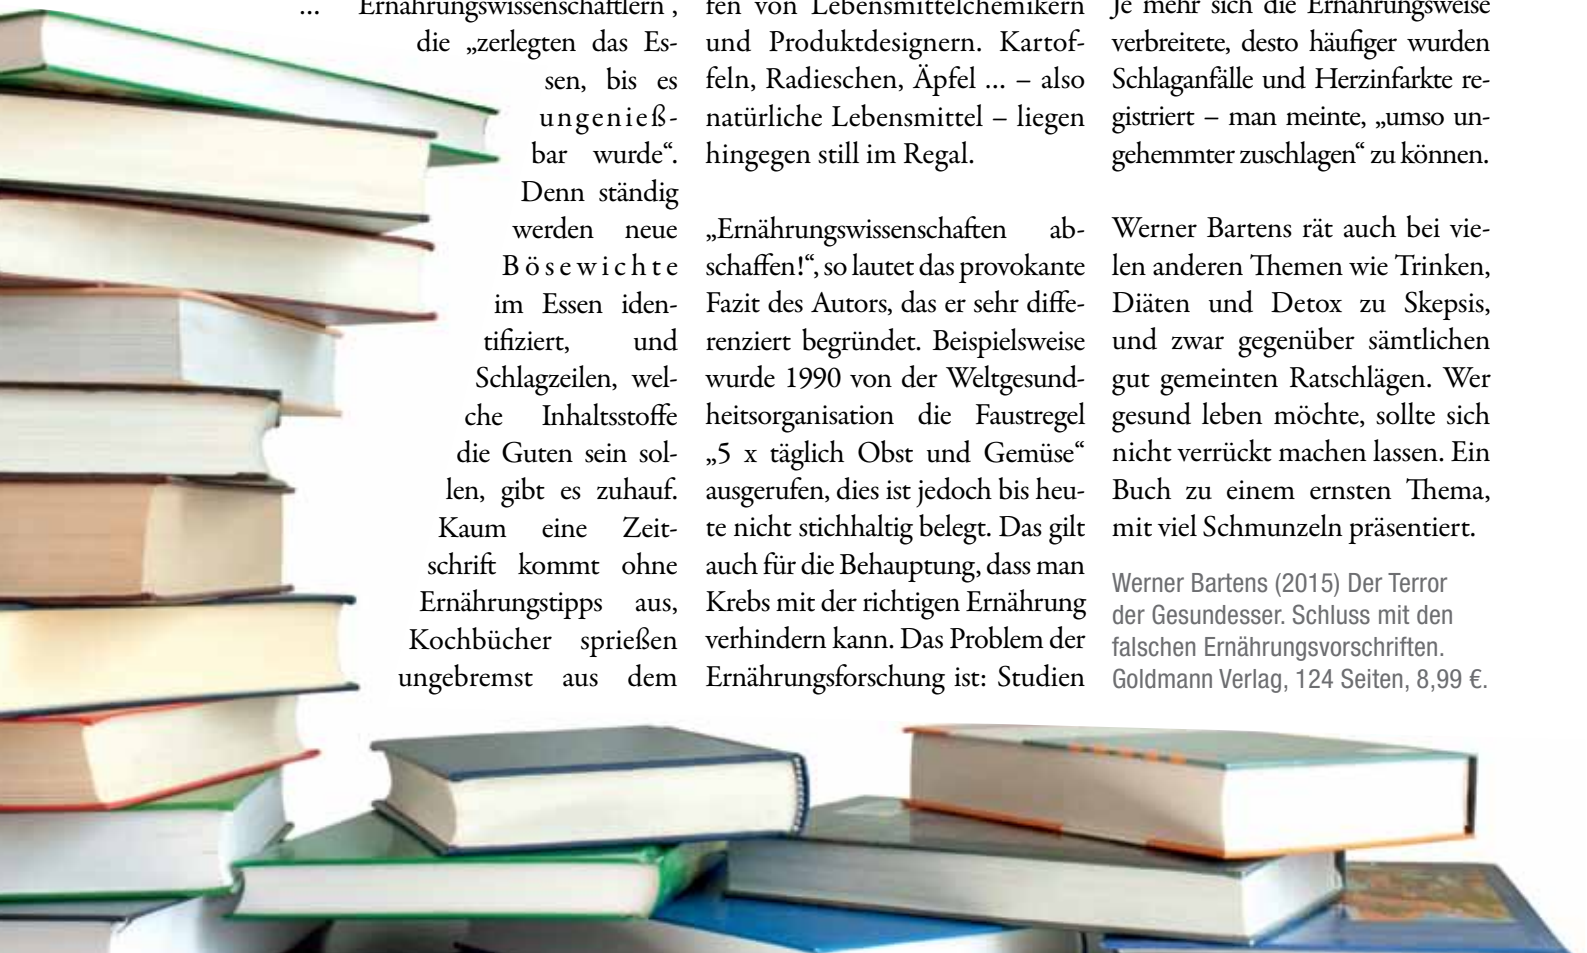 ... Ernährungswissenschaftlern,
die „zerlegten das Es-
sen, bis es
ungenieß-
bar wurde“.
Denn ständig
werden neue
Bösewichte
im Essen iden-
tifiziert, und
Schlagzeilen, wel-
che Inhaltsstoffe
die Guten sein sol-
len, gibt es zuhauf.
Kaum eine Zeit-
schrift kommt ohne
Ernährungstipps aus,
Kochbücher sprießen
ungebremst aus dem
fen von Lebensmittelchemikern
und Produktdesignern. Kartof-
feln, Radieschen, Äpfel ... – also
natürliche Lebensmittel – liegen
hingegen still im Regal.
„Ernährungswissenschaften ab-
schaffen!“, so lautet das provokante
Fazit des Autors, das er sehr diffe-
renziert begründet. Beispielsweise
wurde 1990 von der Weltgesund-
heitsorganisation die Faustregel
„5 x täglich Obst und Gemüse“
ausgerufen, dies ist jedoch bis heu-
te nicht stichhaltig belegt. Das gilt
auch für die Behauptung, dass man
Krebs mit der richtigen Ernährung
verhindern kann. Das Problem der
Ernährungsforschung ist: Studien
Je mehr sich die Ernährungsweise
verbreitete, desto häufiger wurden
Schlaganfälle und Herzinfarkte re-
gistriert – man meinte, „umso un-
gehemmter zuschlagen“ zu können.
Werner Bartens rät auch bei vie-
len anderen Themen wie Trinken,
Diäten und Detox zu Skepsis,
und zwar gegenüber sämtlichen
gut gemeinten Ratschlägen. Wer
gesund leben möchte, sollte sich
nicht verrückt machen lassen. Ein
Buch zu einem ernsten Thema,
mit viel Schmunzeln präsentiert.
Werner Bartens (2015) Der Terror
der Gesundesser. Schluss mit den
falschen Ernährungsvorschriften.
Goldmann Verlag, 124 Seiten, 8,99 €.